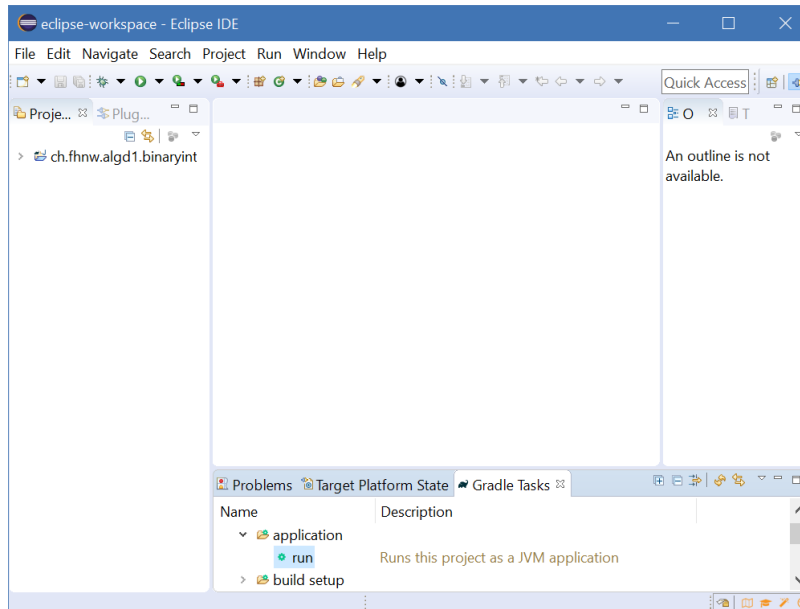 eclipse-workspace - Eclipse IDE
File Edit Navigate Search Project Run Window Help
Quick Access
Proje... Plug...
O T
ch.fhnw.algd1.binaryint
An outline is not
available.
Problems Target Platform State Gradle Tasks
Name Description
application
run Runs this project as a JVM application
build setup